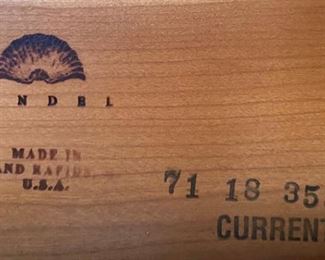 NDEL
MADE IN
AND RAPIDS
U.S.A.
71 18 35
CURRENT